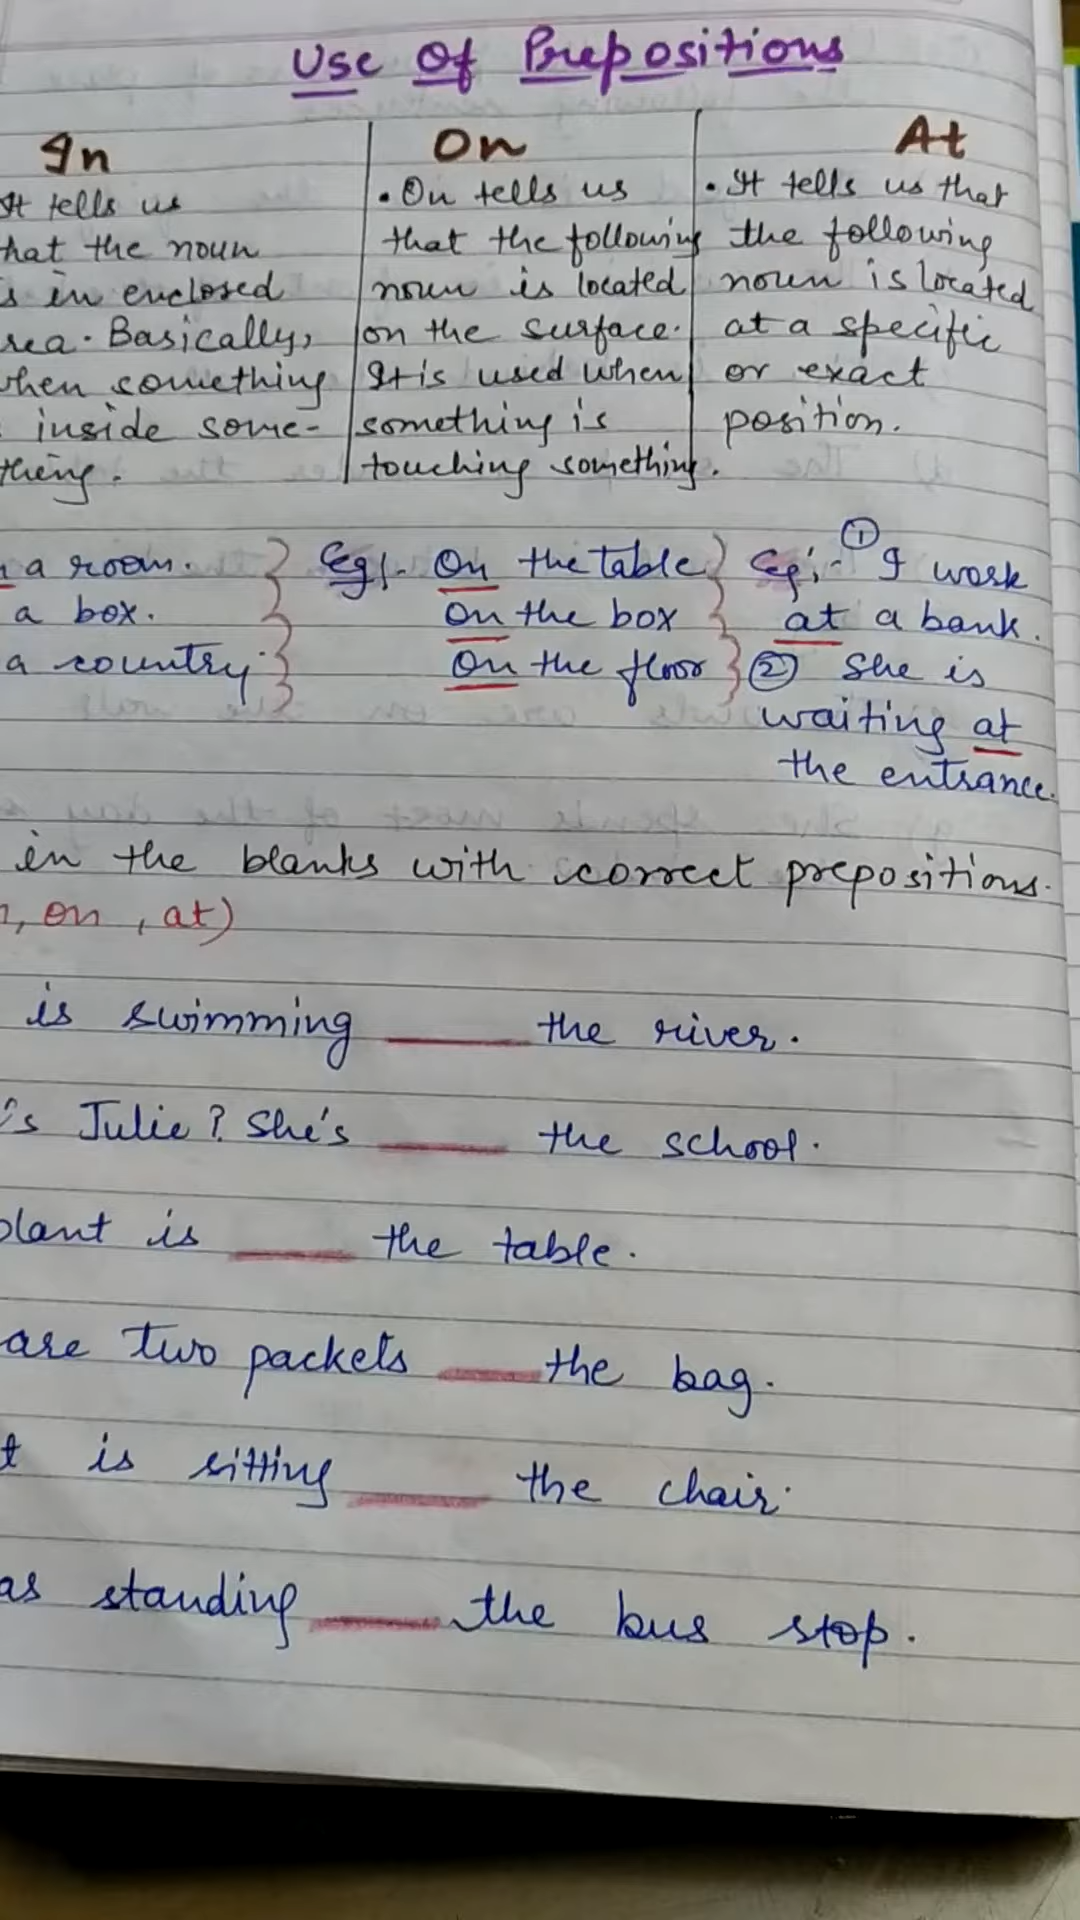 Use Of Prepositions
In
It tells us
hat the noun
s in enclosed
rea. Basically,
when something
inside some-
thing.
On
• On tells us
that the following
noun is located
on the surface.
It is used when
something is
touching something.
At
• It tells us that
the following
noun is located
at a specific
or exact
position.
a room.
a box.
a country
Eg:- On the table
On the box
On the floor
Eg:- ① I work
at a bank.
② She is
waiting at
the entrance.
in the blanks with correct prepositions.
n, on, at)
is swimming ____ the river.
's Julie? She's ____ the school.
plant is ____ the table.
are two packets ____ the bag.
t is sitting ____ the chair.
as standing ____ the bus stop.